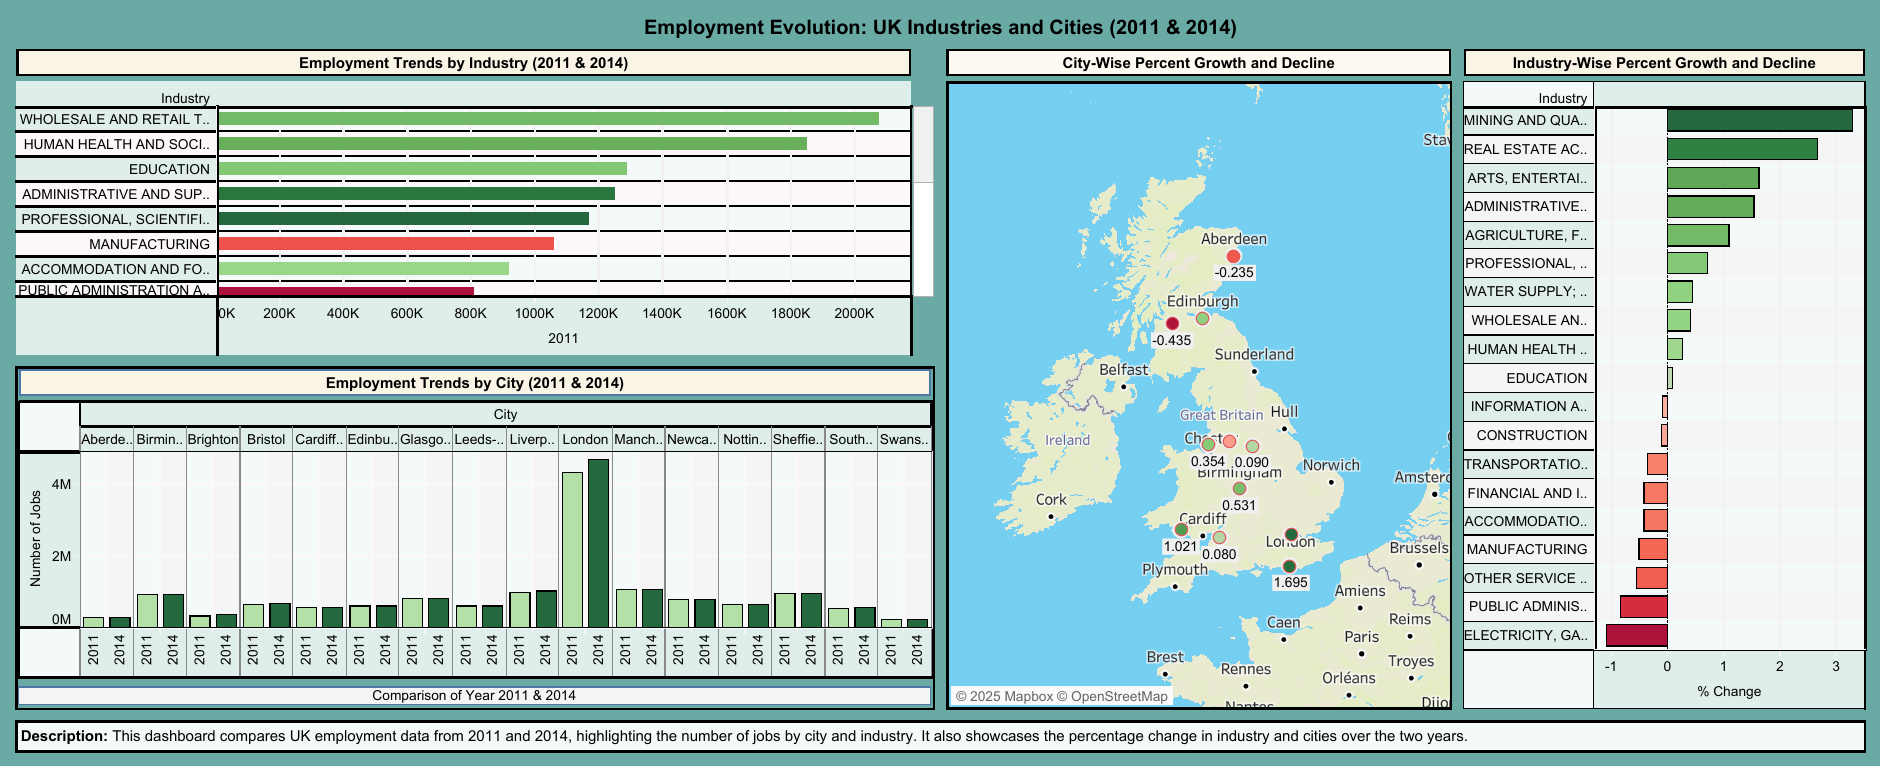 Employment Evolution: UK Industries and Cities (2011 & 2014)
Employment Trends by Industry (2011 & 2014)
Industry
WHOLESALE AND RETAIL T..
HUMAN HEALTH AND SOCI..
EDUCATION
ADMINISTRATIVE AND SUP..
PROFESSIONAL, SCIENTIFI..
MANUFACTURING
ACCOMMODATION AND FO..
PUBLIC ADMINISTRATION A..
0K 200K 400K 600K 800K 1000K 1200K 1400K 1600K 1800K 2000K
2011
Employment Trends by City (2011 & 2014)
City
Aberde.. Birmin.. Brighton Bristol Cardiff.. Edinbu.. Glasgo.. Leeds-.. Liverp.. London Manch.. Newca.. Nottin.. Sheffie.. South.. Swans..
Number of Jobs
4M
2M
0M
2011 2014 2011 2014 2011 2014 2011 2014 2011 2014 2011 2014 2011 2014 2011 2014 2011 2014 2011 2014 2011 2014 2011 2014 2011 2014 2011 2014 2011 2014 2011 2014
Comparison of Year 2011 & 2014
City-Wise Percent Growth and Decline
Stav
Aberdeen
-0.235
Edinburgh
-0.435
Sunderland
Belfast
Great Britain
Hull
Ireland
0.354
0.090
Norwich
Birmingham
Amsterd
Cork
0.531
Cardiff
1.021
0.080
London
Brussels
Plymouth
1.695
Amiens
Caen
Reims
Paris
Brest
Rennes
Troyes
Orléans
Nantes
Dijon
© 2025 Mapbox © OpenStreetMap
Industry-Wise Percent Growth and Decline
Industry
MINING AND QUA..
REAL ESTATE AC..
ARTS, ENTERTAI..
ADMINISTRATIVE..
AGRICULTURE, F..
PROFESSIONAL, ..
WATER SUPPLY; ..
WHOLESALE AN..
HUMAN HEALTH ..
EDUCATION
INFORMATION A..
CONSTRUCTION
TRANSPORTATIO..
FINANCIAL AND I..
ACCOMMODATIO..
MANUFACTURING
OTHER SERVICE ..
PUBLIC ADMINIS..
ELECTRICITY, GA..
-1 0 1 2 3
% Change
Description: This dashboard compares UK employment data from 2011 and 2014, highlighting the number of jobs by city and industry. It also showcases the percentage change in industry and cities over the two years.